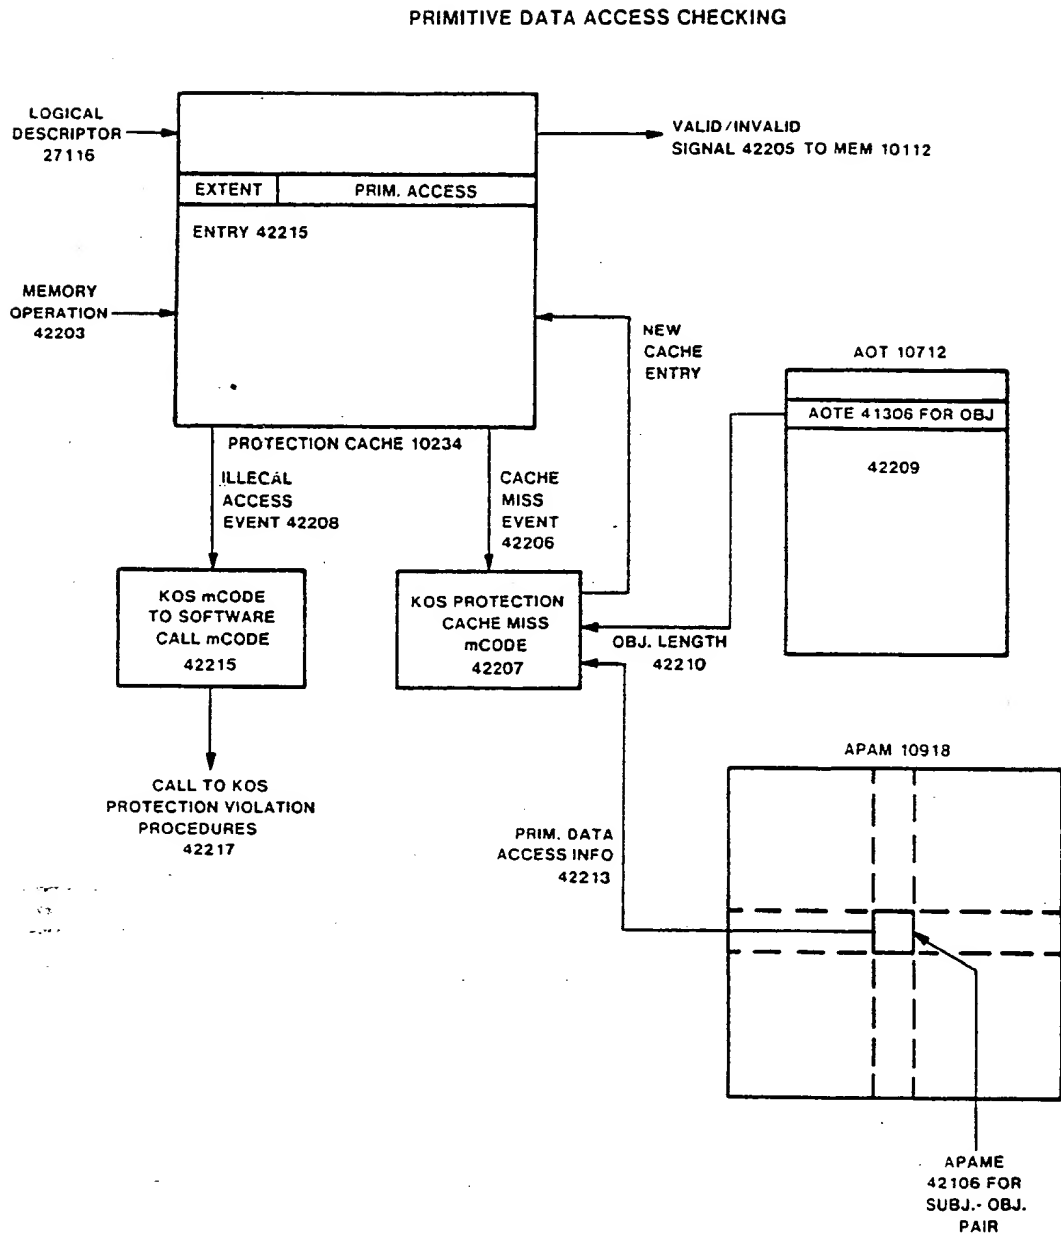 PRIMITIVE DATA ACCESS CHECKING
LOGICAL
DESCRIPTOR
27116
VALID/INVALID
SIGNAL 42205 TO MEM 10112
EXTENT
PRIM. ACCESS
ENTRY 42215
MEMORY
OPERATION
42203
NEW
CACHE
ENTRY
AOT 10712
AOTE 41306 FOR OBJ
42209
PROTECTION CACHE 10234
ILLECAL
ACCESS
EVENT 42208
CACHE
MISS
EVENT
42206
KOS mCODE
TO SOFTWARE
CALL mCODE
42215
KOS PROTECTION
CACHE MISS
mCODE
42207
OBJ. LENGTH
42210
CALL TO KOS
PROTECTION VIOLATION
PROCEDURES
42217
APAM 10918
PRIM. DATA
ACCESS INFO
42213
APAME
42106 FOR
SUBJ.- OBJ.
PAIR